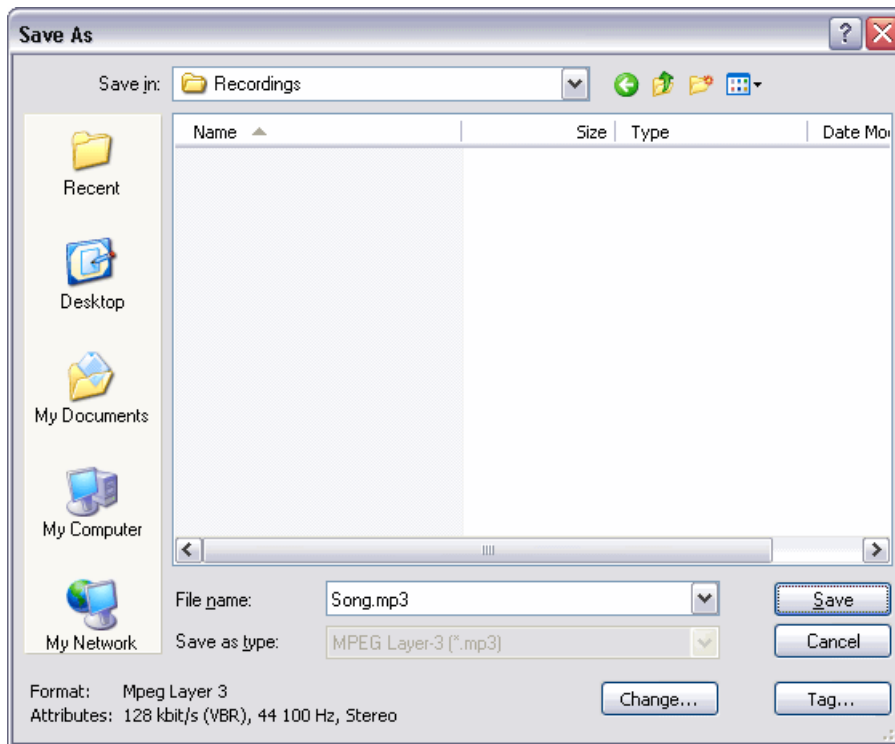 Save As
Save in: Recordings
Name Size Type Date Mo
Recent
Desktop
My Documents
My Computer
My Network
File name: Song.mp3 Save
Save as type: MPEG Layer-3 (*.mp3) Cancel
Format: Mpeg Layer 3
Attributes: 128 kbit/s (VBR), 44 100 Hz, Stereo
Change... Tag...